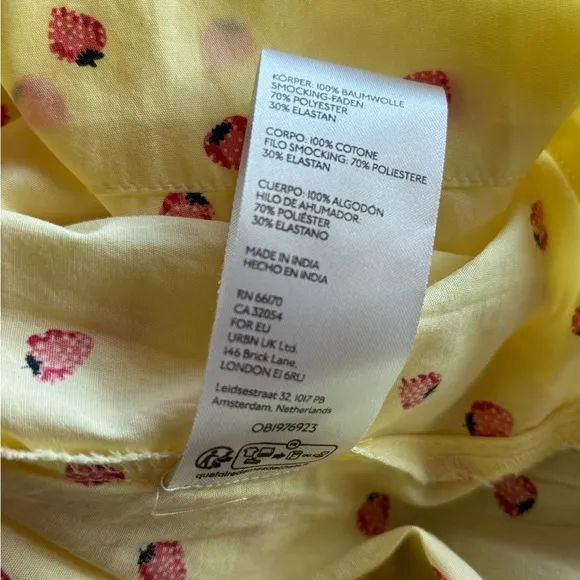 KÖRPER: 100% BAUMWOLLE
SMOCKING-FADEN:
70% POLYESTER
30% ELASTAN
CORPO: 100% COTONE
FILO SMOCKING: 70% POLIESTERE
30% ELASTAN
CUERPO: 100% ALGODÓN
HILO DE AHUMADOR:
70% POLIÉSTER
30% ELASTANO
MADE IN INDIA
HECHO EN INDIA
RN 66170
CA 32054
FOR EU
URBN UK Ltd.
146 Brick Lane,
LONDON E1 6RU
Leidsestraat 32, 1017 PB
Amsterdam, Netherlands
OB1976923